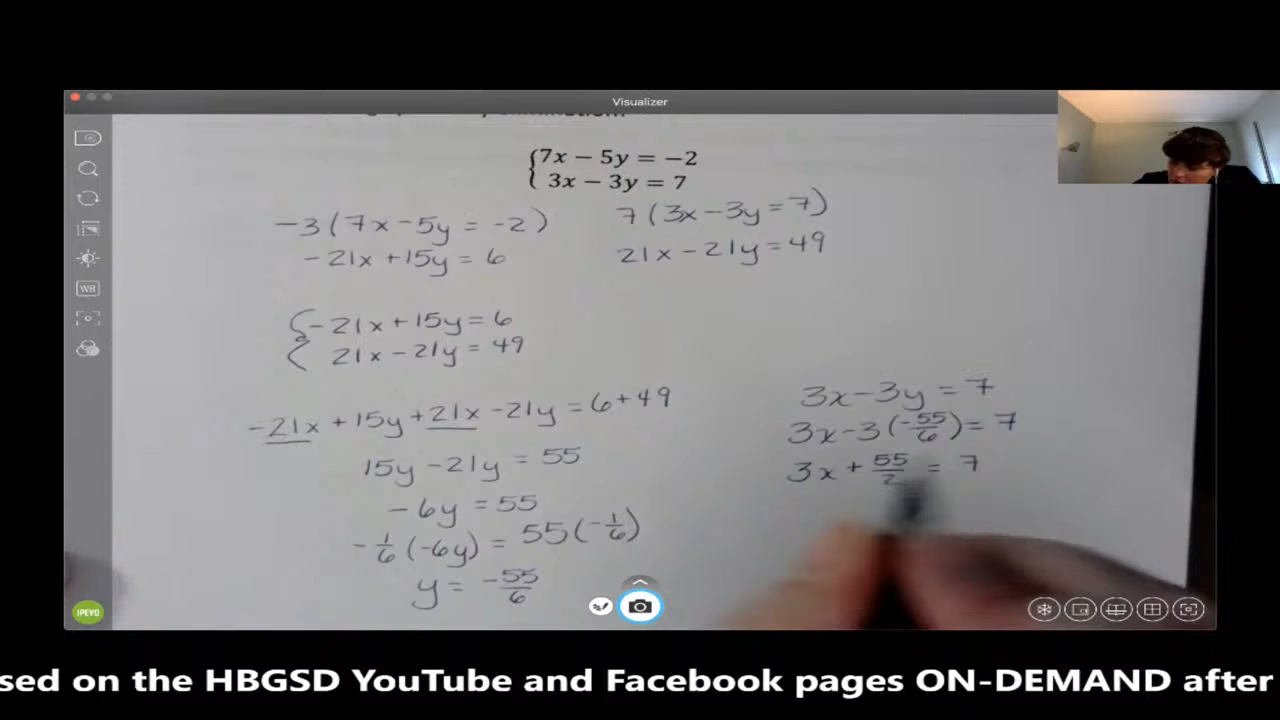 Visualizer
7x − 5y = −2
3x − 3y = 7
-3(7x-5y = -2)
-21x +15y = 6
7(3x-3y=7)
21x-21y=49
-21x+15y=6
21x-21y=49
-21x +15y+21x-21y=6+49
15y-21y=55
-6y=55
-1/6(-6y)=55(-1/6)
y= -55/6
3x-3y=7
3x-3(-55/6)=7
3x+55/2=7
WB
IPEVO
sed on the HBGSD YouTube and Facebook pages ON-DEMAND after